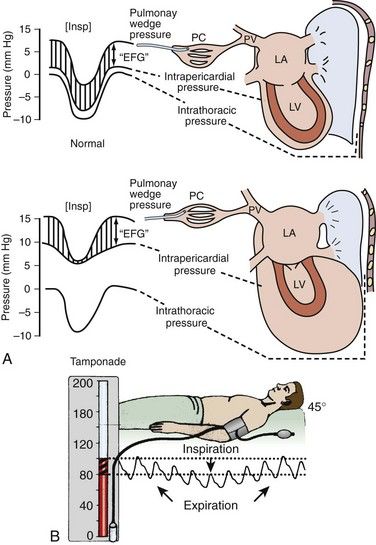 [Insp]
Pulmonay
wedge
pressure
PC
PV
LA
LV
"EFG"
Intrapericardial
pressure
Intrathoracic
pressure
Pressure (mm Hg)
15
10
5
0
−5
−10
Normal
[Insp]
Pulmonay
wedge
pressure
PC
PV
LA
LV
"EFG"
Intrapericardial
pressure
Intrathoracic
pressure
Pressure (mm Hg)
15
10
5
0
−5
−10
A
Tamponade
200
160
120
100
80
40
0
45°
Inspiration
Expiration
B